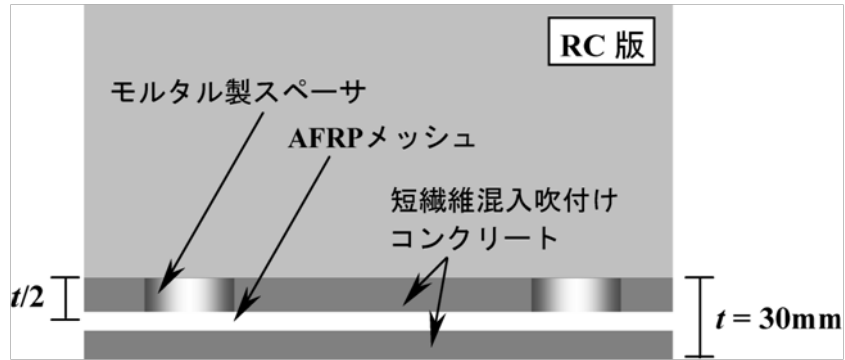 RC 版
モルタル製スペーサ
AFRPメッシュ
短繊維混入吹付け
コンクリート
t/2
t = 30mm